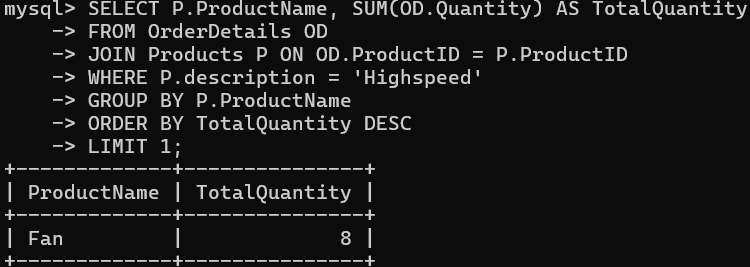 mysql> SELECT P.ProductName, SUM(OD.Quantity) AS TotalQuantity
    -> FROM OrderDetails OD
    -> JOIN Products P ON OD.ProductID = P.ProductID
    -> WHERE P.description = 'Highspeed'
    -> GROUP BY P.ProductName
    -> ORDER BY TotalQuantity DESC
    -> LIMIT 1;
+-------------+---------------+
| ProductName | TotalQuantity |
+-------------+---------------+
| Fan         |             8 |
+-------------+---------------+